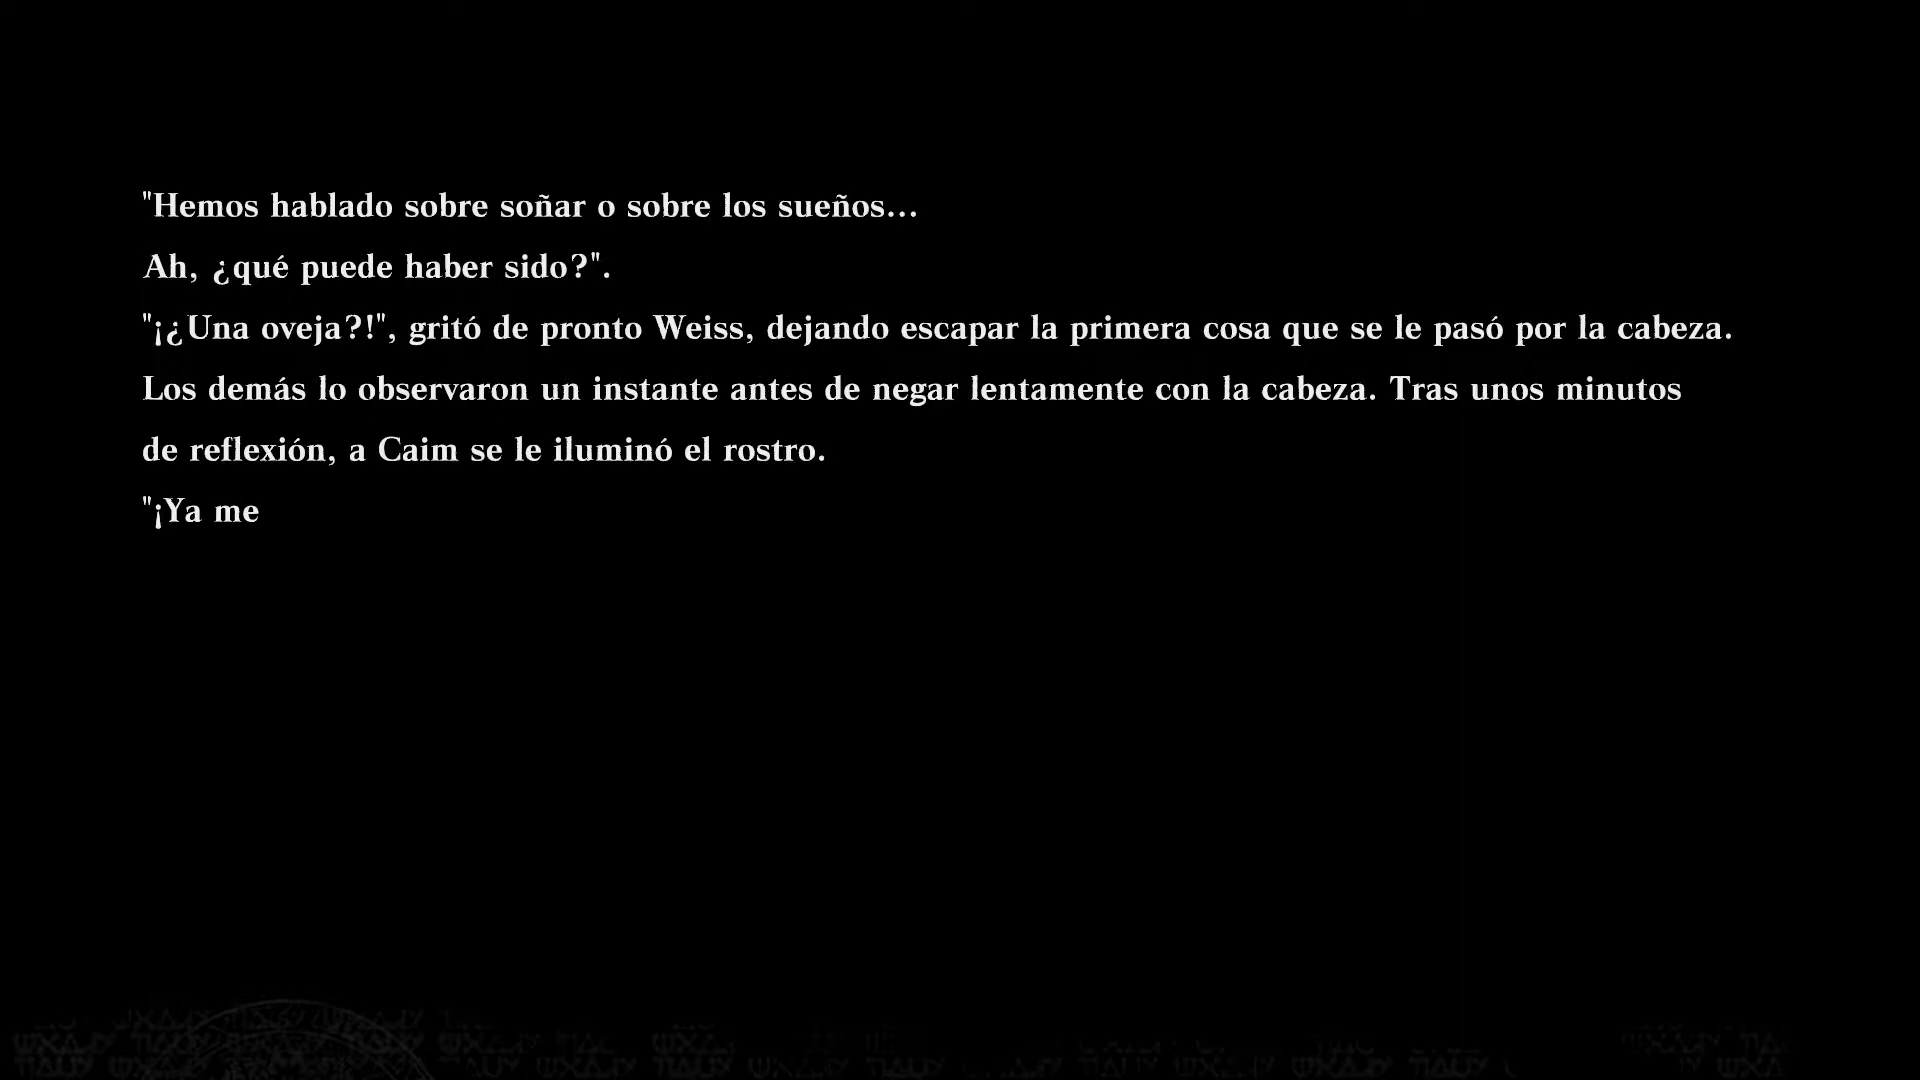 "Hemos hablado sobre soñar o sobre los sueños...
Ah, ¿qué puede haber sido?".
"¡¿Una oveja?!", gritó de pronto Weiss, dejando escapar la primera cosa que se le pasó por la cabeza.
Los demás lo observaron un instante antes de negar lentamente con la cabeza. Tras unos minutos
de reflexión, a Caim se le iluminó el rostro.
"¡Ya me